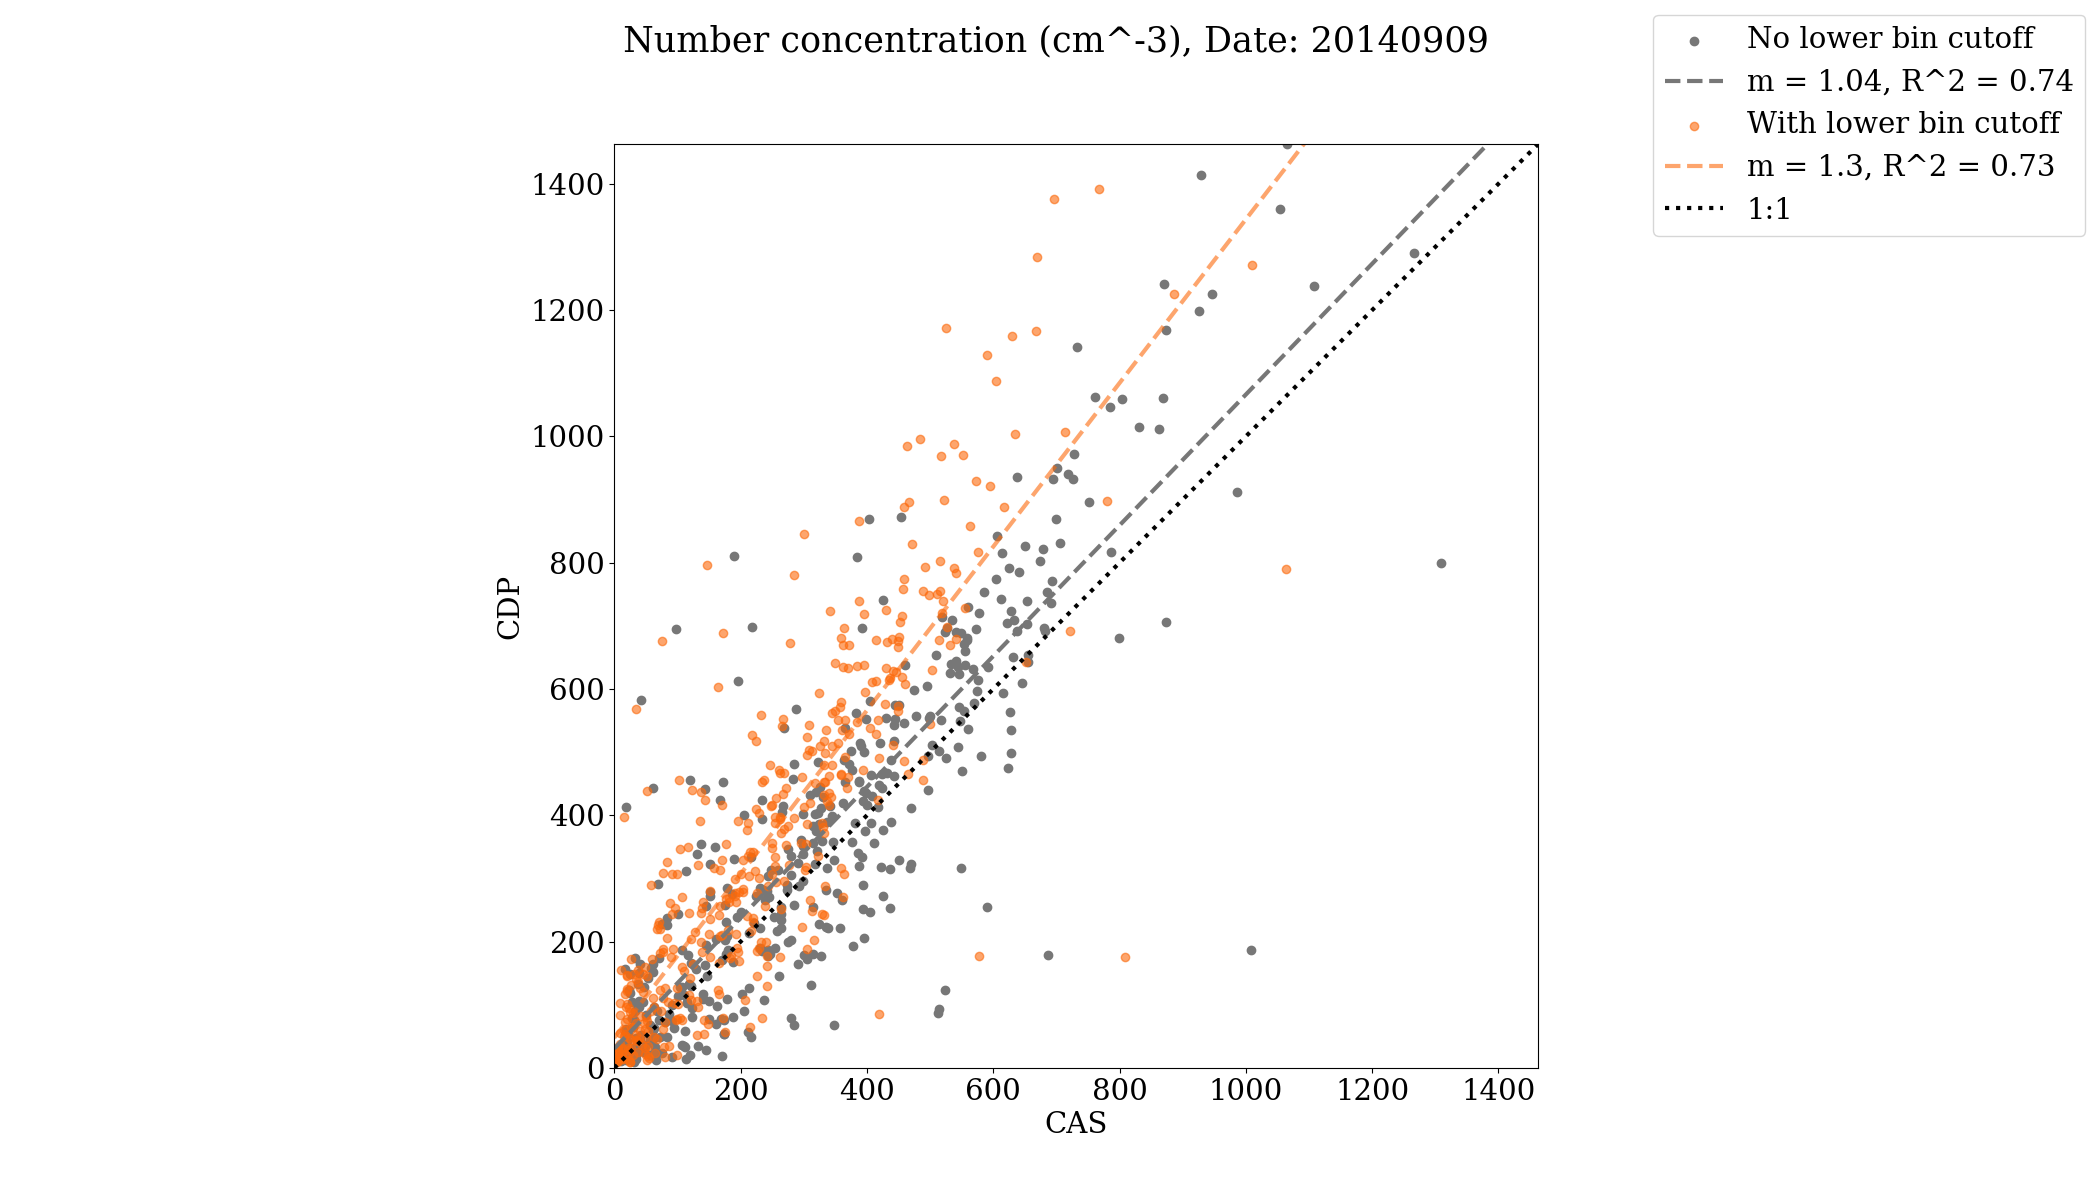 Number concentration (cm^-3), Date: 20140909
No lower bin cutoff
m = 1.04, R^2 = 0.74
With lower bin cutoff
m = 1.3, R^2 = 0.73
1:1
1400
1200
1000
800
600
400
200
0
CDP
0 200 400 600 800 1000 1200 1400
CAS